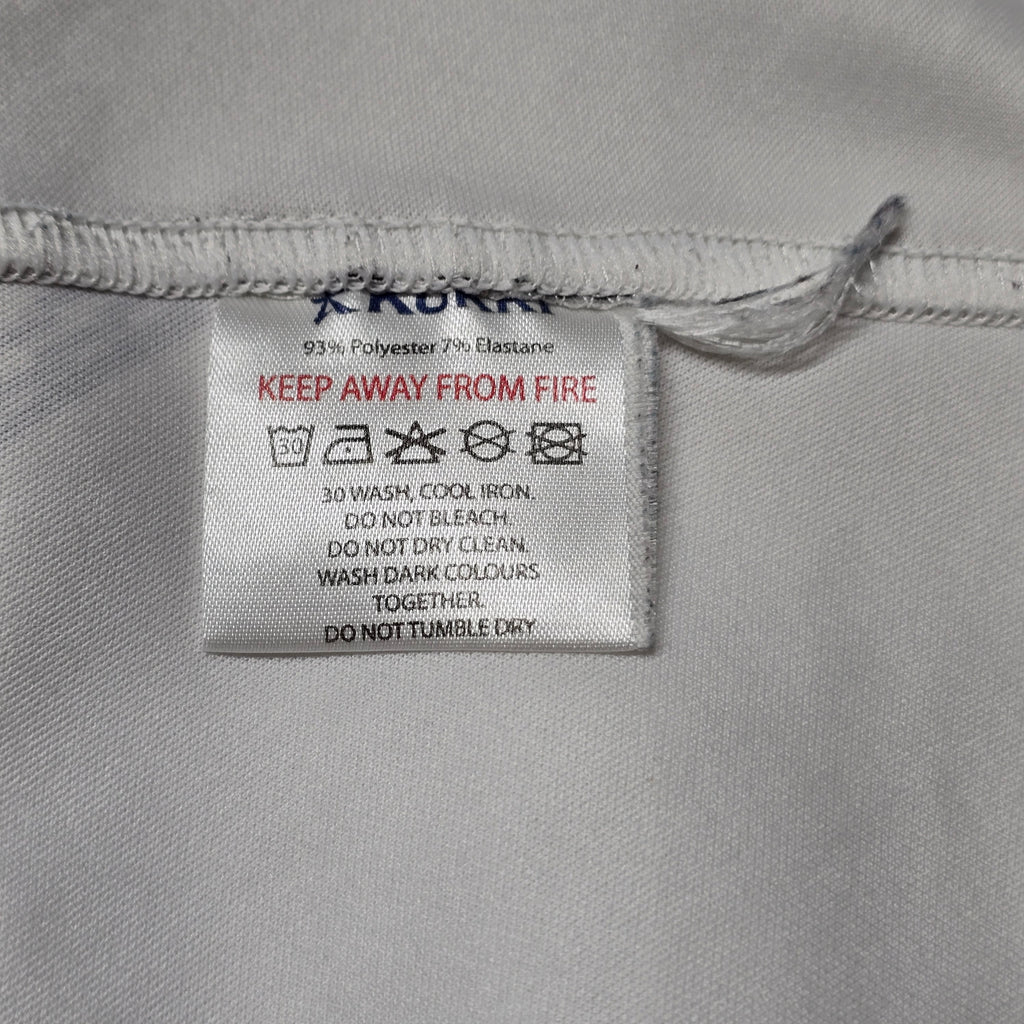 93% Polyester 7% Elastane
KEEP AWAY FROM FIRE
30
30 WASH, COOL IRON.
DO NOT BLEACH.
DO NOT DRY CLEAN.
WASH DARK COLOURS
TOGETHER.
DO NOT TUMBLE DRY